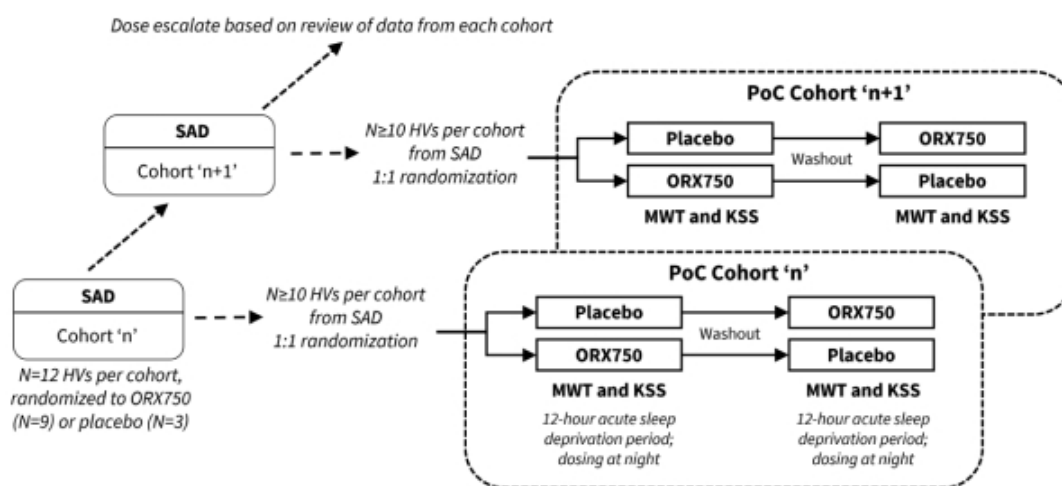 Dose escalate based on review of data from each cohort
SAD
Cohort ‘n+1’
N≥10 HVs per cohort
from SAD
1:1 randomization
PoC Cohort ‘n+1’
Placebo
ORX750
Washout
ORX750
Placebo
MWT and KSS
MWT and KSS
SAD
Cohort ‘n’
N=12 HVs per cohort,
randomized to ORX750
(N=9) or placebo (N=3)
N≥10 HVs per cohort
from SAD
1:1 randomization
PoC Cohort ‘n’
Placebo
ORX750
Washout
ORX750
Placebo
MWT and KSS
MWT and KSS
12-hour acute sleep
deprivation period;
dosing at night
12-hour acute sleep
deprivation period;
dosing at night